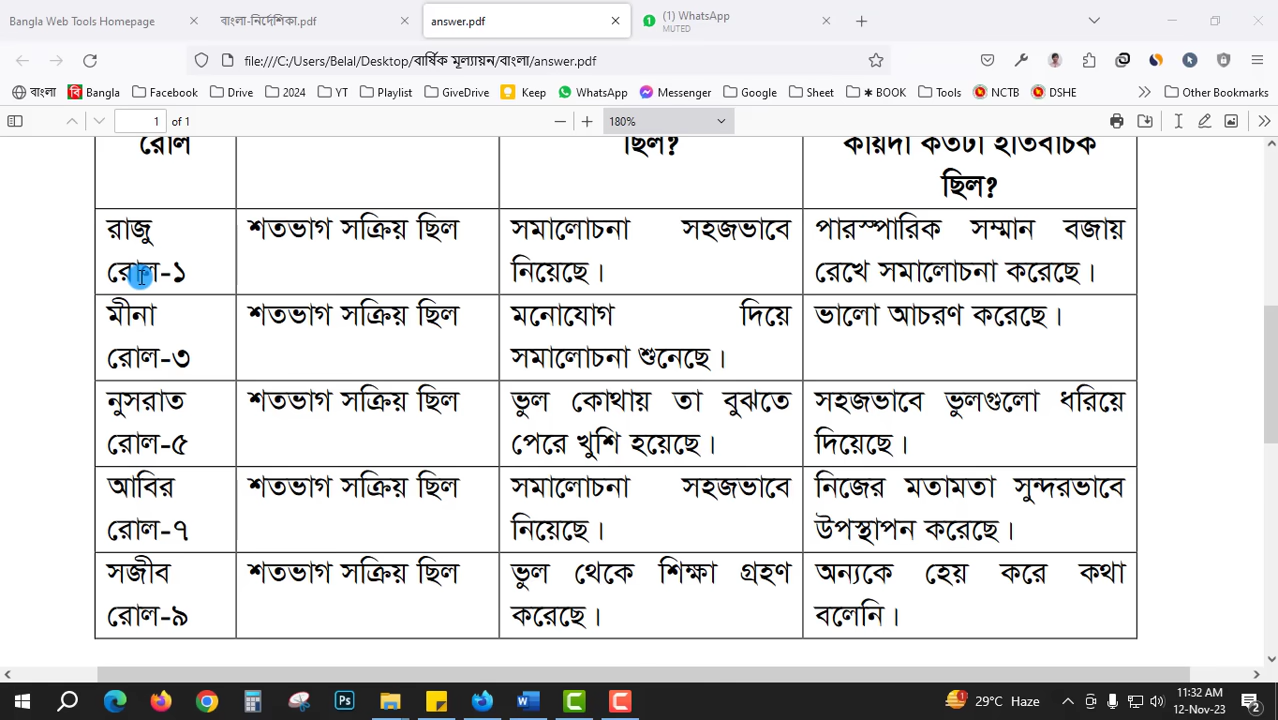 Bangla Web Tools Homepage
বাংলা-নির্দেশিকা.pdf
answer.pdf
(1) WhatsApp
MUTED
1
file:///C:/Users/Belal/Desktop/বার্ষিক মূল্যায়ন/বাংলা/answer.pdf
বাংলা
Bangla
Facebook
Drive
2024
YT
Playlist
GiveDrive
Keep
WhatsApp
Messenger
Google
Sheet
✱ BOOK
Tools
NCTB
DSHE
Other Bookmarks
1 of 1
180%
রোল
ছিল?
কায়দা কতটা ইতিবাচক
ছিল?
রাজু
রোল-১
শতভাগ সক্রিয় ছিল
সমালোচনা সহজভাবে
নিয়েছে।
পারস্পারিক সম্মান বজায়
রেখে সমালোচনা করেছে।
মীনা
রোল-৩
শতভাগ সক্রিয় ছিল
মনোযোগ দিয়ে
সমালোচনা শুনেছে।
ভালো আচরণ করেছে।
নুসরাত
রোল-৫
শতভাগ সক্রিয় ছিল
ভুল কোথায় তা বুঝতে
পেরে খুশি হয়েছে।
সহজভাবে ভুলগুলো ধরিয়ে
দিয়েছে।
আবির
রোল-৭
শতভাগ সক্রিয় ছিল
সমালোচনা সহজভাবে
নিয়েছে।
নিজের মতামতা সুন্দরভাবে
উপস্থাপন করেছে।
সজীব
রোল-৯
শতভাগ সক্রিয় ছিল
ভুল থেকে শিক্ষা গ্রহণ
করেছে।
অন্যকে হেয় করে কথা
বলেনি।
1
29°C Haze
11:32 AM
12-Nov-23
2